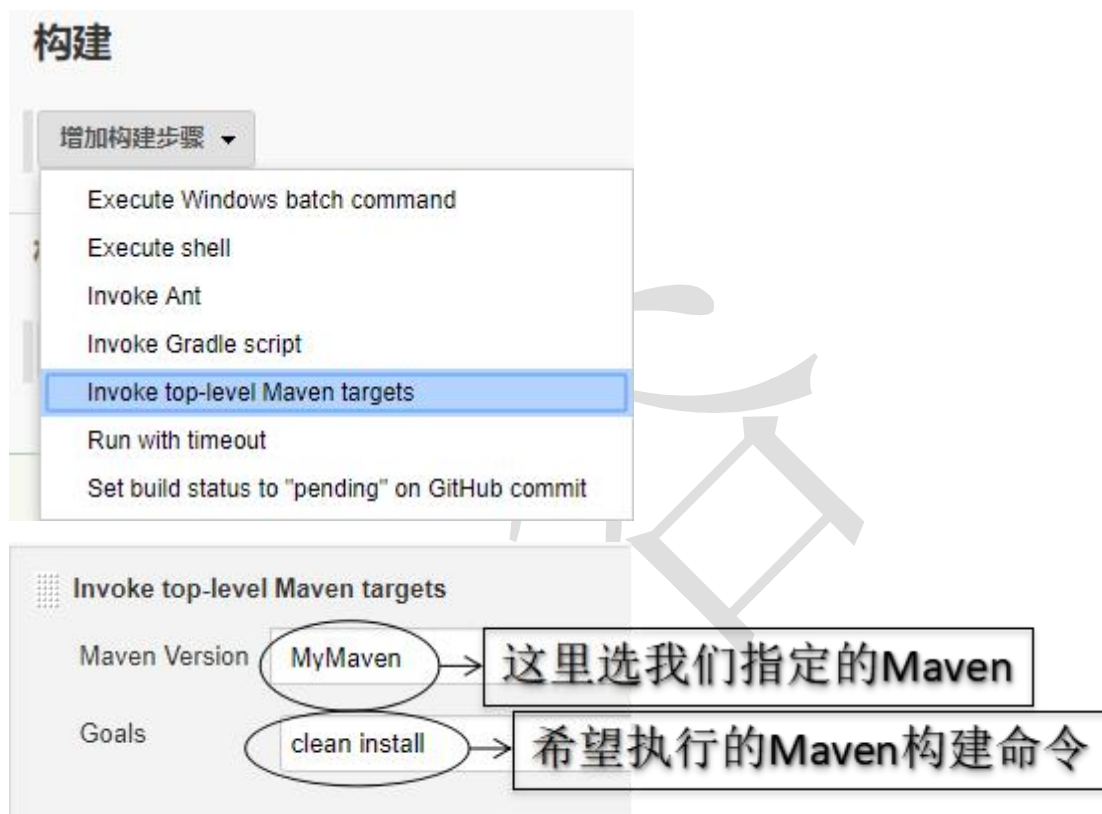 构建
增加构建步骤
Execute Windows batch command
Execute shell
Invoke Ant
Invoke Gradle script
Invoke top-level Maven targets
Run with timeout
Set build status to "pending" on GitHub commit
Invoke top-level Maven targets
Maven Version MyMaven 这里选我们指定的Maven
Goals clean install 希望执行的Maven构建命令